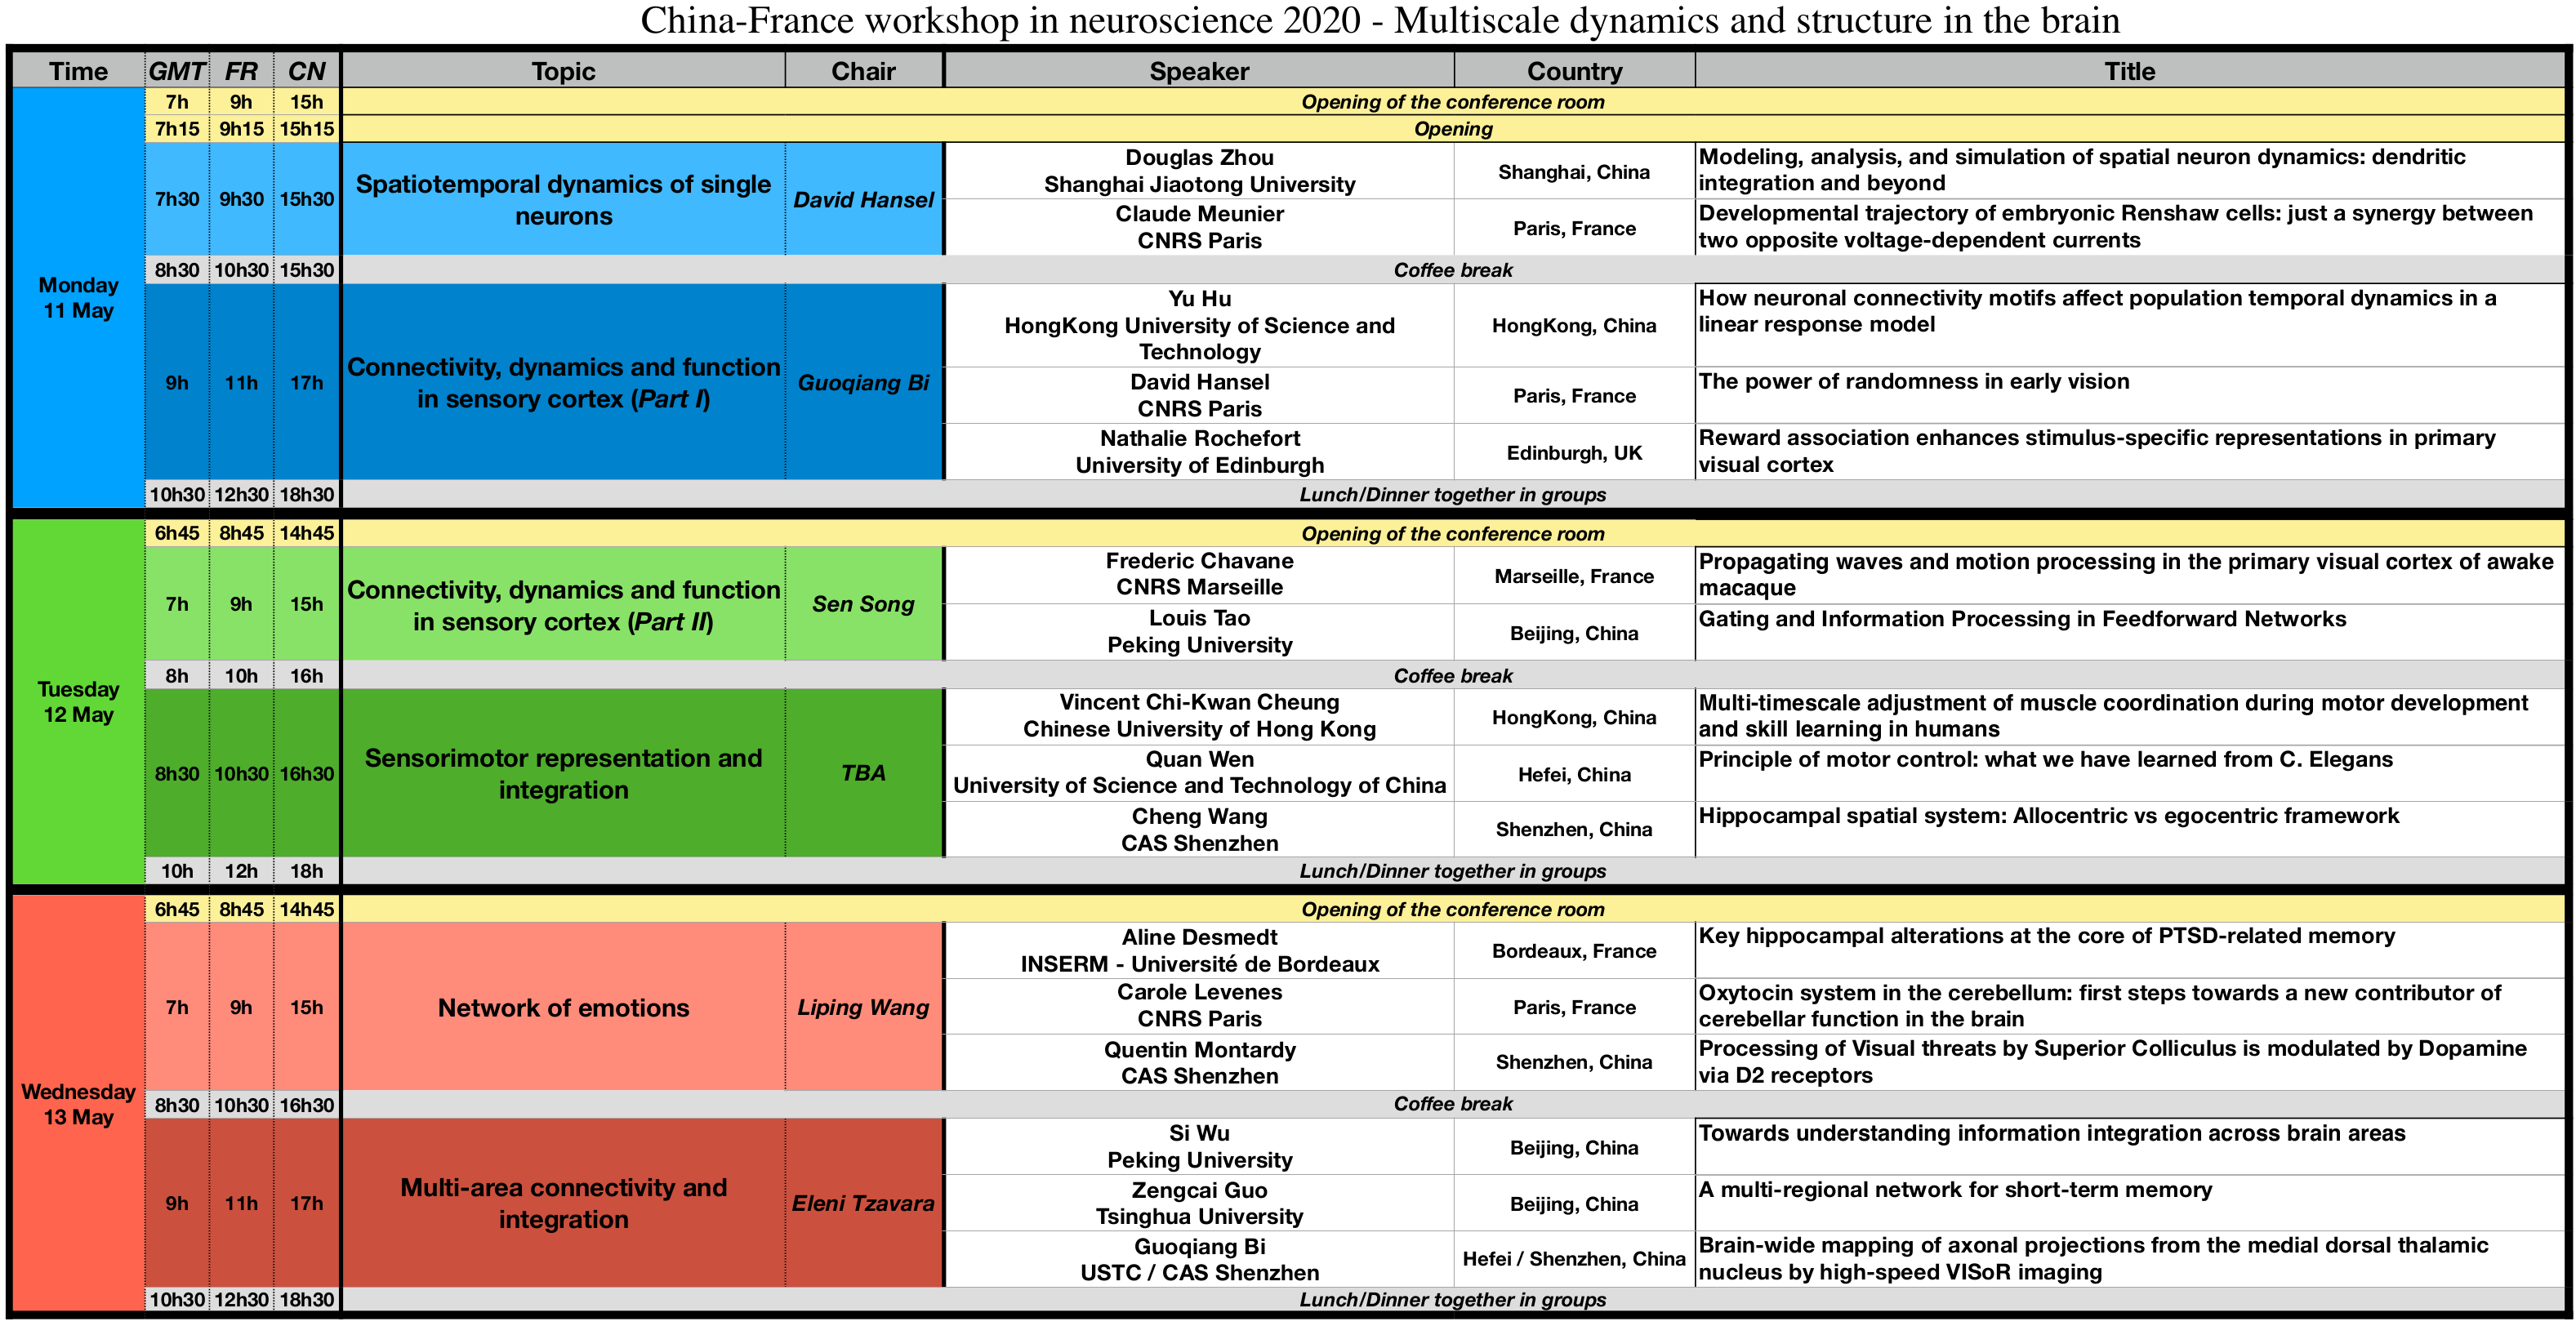 China-France workshop in neuroscience 2020 - Multiscale dynamics and structure in the brain
Time GMT FR CN Topic Chair Speaker Country Title
Monday
11 May
7h 9h 15h Opening of the conference room
7h15 9h15 15h15 Opening
7h30 9h30 15h30
Spatiotemporal dynamics of single
neurons
David Hansel
Douglas Zhou
Shanghai Jiaotong University
Shanghai, China
Modeling, analysis, and simulation of spatial neuron dynamics: dendritic
integration and beyond
Claude Meunier
CNRS Paris
Paris, France
Developmental trajectory of embryonic Renshaw cells: just a synergy between
two opposite voltage-dependent currents
8h30 10h30 15h30 Coffee break
9h 11h 17h
Connectivity, dynamics and function
in sensory cortex (Part I)
Guoqiang Bi
Yu Hu
HongKong University of Science and
Technology
HongKong, China
How neuronal connectivity motifs affect population temporal dynamics in a
linear response model
David Hansel
CNRS Paris
Paris, France
The power of randomness in early vision
Nathalie Rochefort
University of Edinburgh
Edinburgh, UK
Reward association enhances stimulus-specific representations in primary
visual cortex
10h30 12h30 18h30 Lunch/Dinner together in groups
Tuesday
12 May
6h45 8h45 14h45 Opening of the conference room
7h 9h 15h
Connectivity, dynamics and function
in sensory cortex (Part II)
Sen Song
Frederic Chavane
CNRS Marseille
Marseille, France
Propagating waves and motion processing in the primary visual cortex of awake
macaque
Louis Tao
Peking University
Beijing, China
Gating and Information Processing in Feedforward Networks
8h 10h 16h Coffee break
8h30 10h30 16h30
Sensorimotor representation and
integration
TBA
Vincent Chi-Kwan Cheung
Chinese University of Hong Kong
HongKong, China
Multi-timescale adjustment of muscle coordination during motor development
and skill learning in humans
Quan Wen
University of Science and Technology of China
Hefei, China
Principle of motor control: what we have learned from C. Elegans
Cheng Wang
CAS Shenzhen
Shenzhen, China
Hippocampal spatial system: Allocentric vs egocentric framework
10h 12h 18h Lunch/Dinner together in groups
Wednesday
13 May
6h45 8h45 14h45 Opening of the conference room
7h 9h 15h
Network of emotions
Liping Wang
Aline Desmedt
INSERM - Université de Bordeaux
Bordeaux, France
Key hippocampal alterations at the core of PTSD-related memory
Carole Levenes
CNRS Paris
Paris, France
Oxytocin system in the cerebellum: first steps towards a new contributor of
cerebellar function in the brain
Quentin Montardy
CAS Shenzhen
Shenzhen, China
Processing of Visual threats by Superior Colliculus is modulated by Dopamine
via D2 receptors
8h30 10h30 16h30 Coffee break
9h 11h 17h
Multi-area connectivity and
integration
Eleni Tzavara
Si Wu
Peking University
Beijing, China
Towards understanding information integration across brain areas
Zengcai Guo
Tsinghua University
Beijing, China
A multi-regional network for short-term memory
Guoqiang Bi
USTC / CAS Shenzhen
Hefei / Shenzhen, China
Brain-wide mapping of axonal projections from the medial dorsal thalamic
nucleus by high-speed VISoR imaging
10h30 12h30 18h30 Lunch/Dinner together in groups